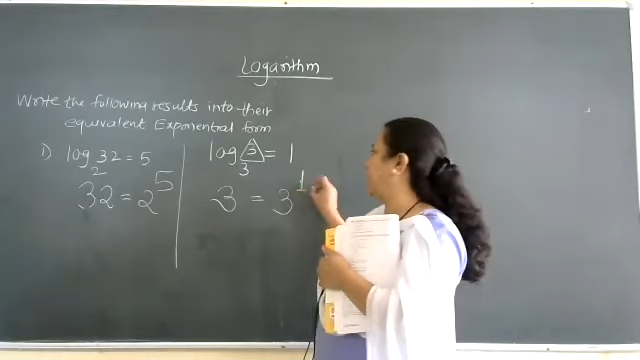 Logarithm
Write the following results into their
equivalent Exponential form
1) log₂ 32 = 5
32 = 2⁵
log₃ 3 = 1
3 = 3¹